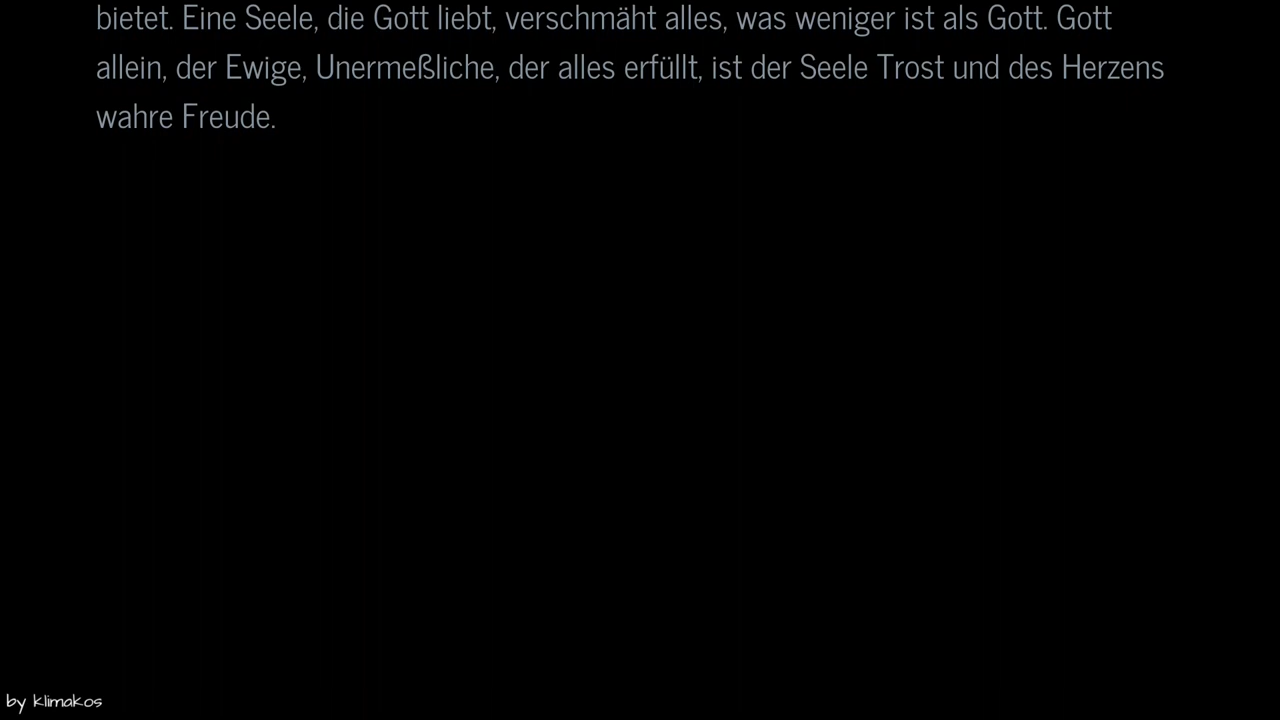 bietet. Eine Seele, die Gott liebt, verschmäht alles, was weniger ist als Gott. Gott
allein, der Ewige, Unermeßliche, der alles erfüllt, ist der Seele Trost und des Herzens
wahre Freude.
by klimakos